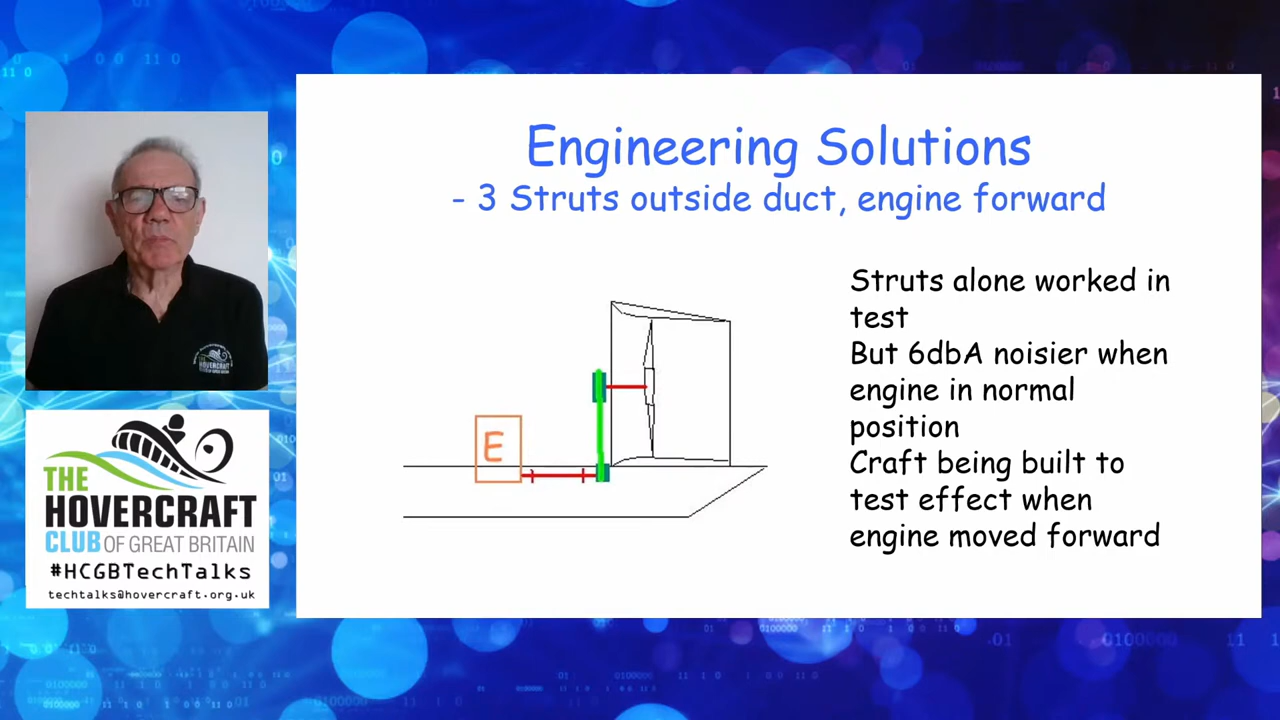 Engineering Solutions
- 3 Struts outside duct, engine forward
Struts alone worked in
test
But 6dbA noisier when
engine in normal
position
Craft being built to
test effect when
engine moved forward
E
THE
HOVERCRAFT
CLUB OF GREAT BRITAIN
#HCGBTechTalks
techtalks@hovercraft.org.uk
THE
HOVERCRAFT